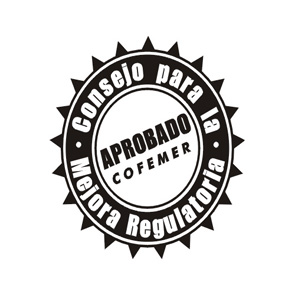 Consejo para la
APROBADO
COFEMER
Mejora Regulatoria